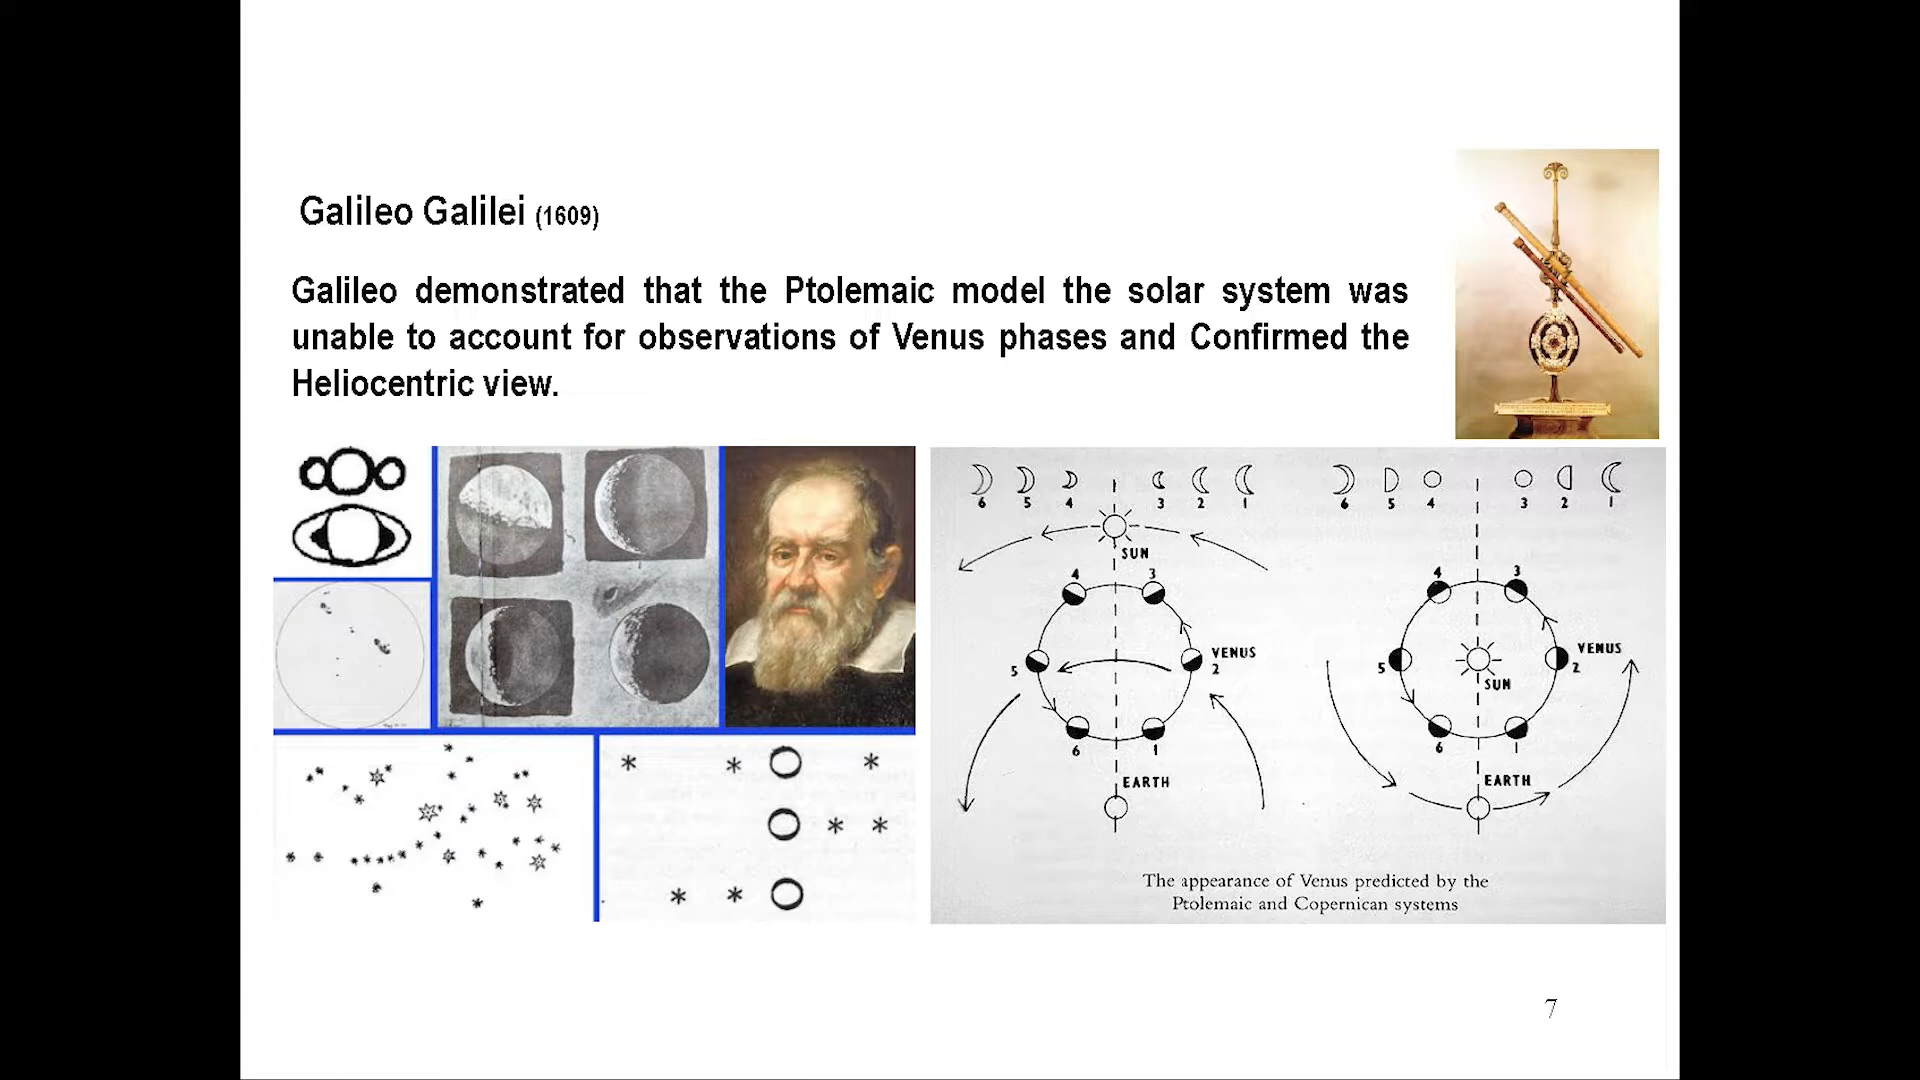 Galileo Galilei (1609)
Galileo demonstrated that the Ptolemaic model the solar system was
unable to account for observations of Venus phases and Confirmed the
Heliocentric view.
6 5 4 3 2 1
SUN
4 3
5
VENUS
2
6 1
EARTH
6 5 4 3 2 1
4 3
5
SUN
VENUS
2
6 1
EARTH
The appearance of Venus predicted by the
Ptolemaic and Copernican systems
7